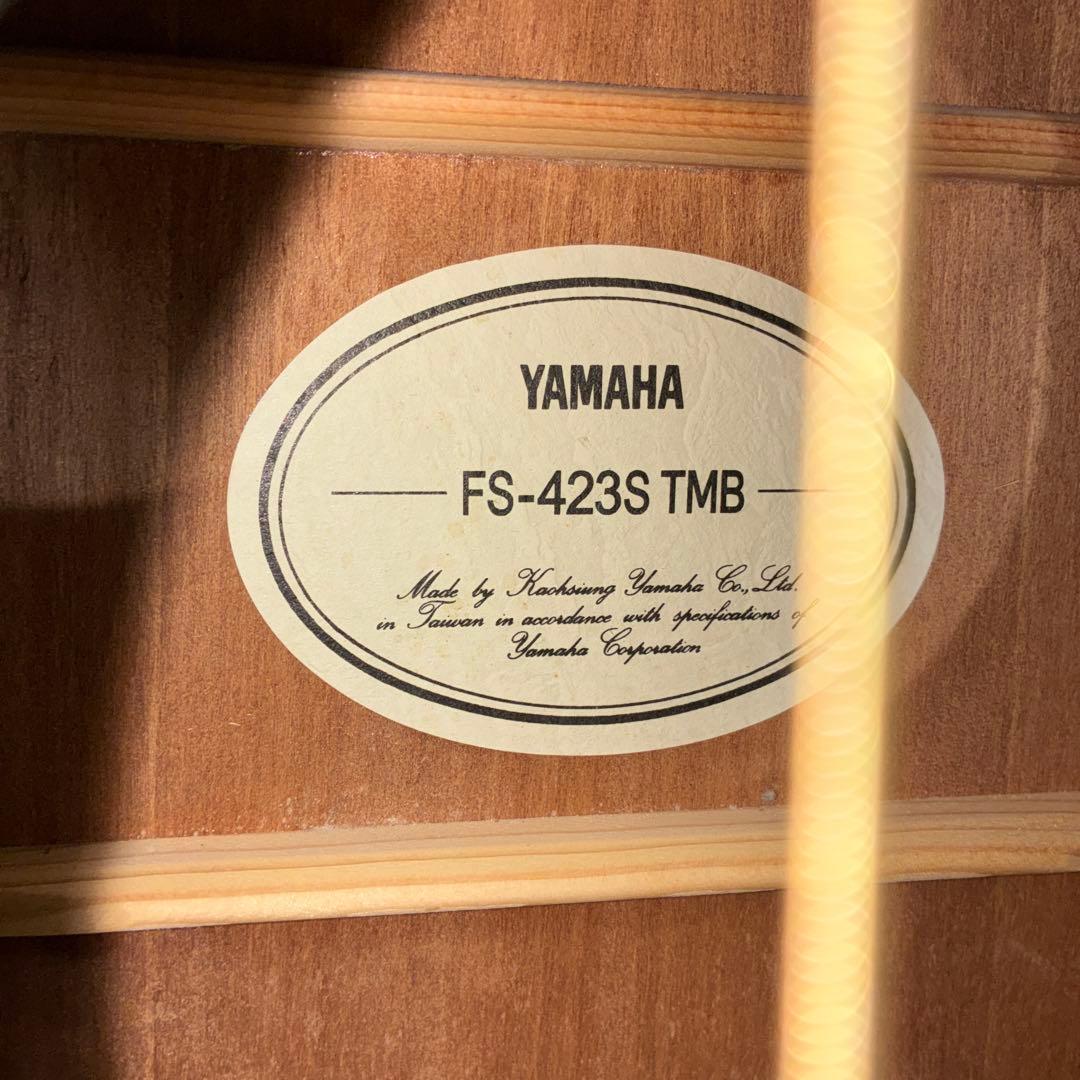 YAMAHA
FS-423S TMB
Made by Kaohsiung Yamaha Co., Ltd.
in Taiwan in accordance with specifications of
Yamaha Corporation